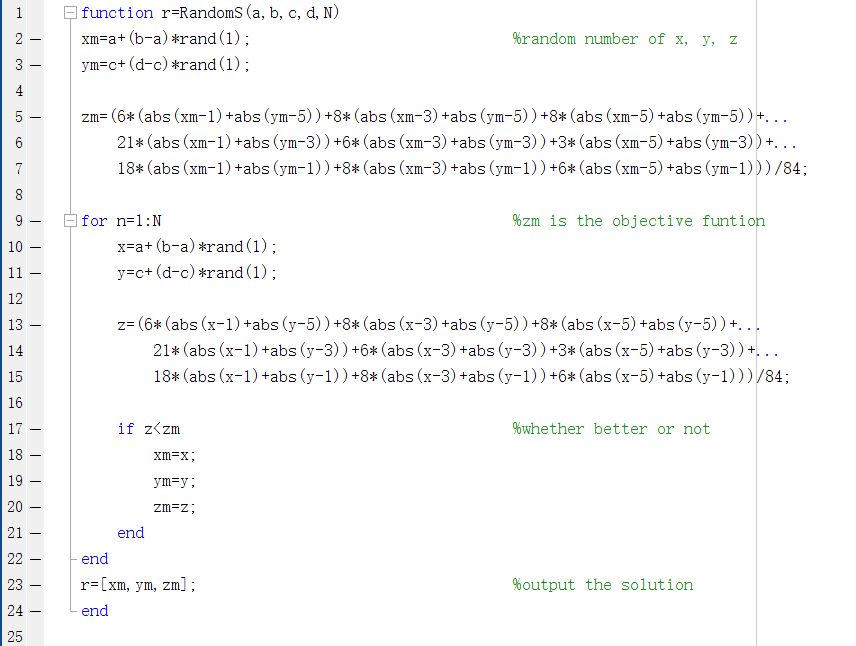 1 function r=RandomS(a,b,c,d,N)
2 — xm=a+(b-a)*rand(1); %random number of x, y, z
3 — ym=c+(d-c)*rand(1);
4
5 — zm=(6*(abs(xm-1)+abs(ym-5))+8*(abs(xm-3)+abs(ym-5))+8*(abs(xm-5)+abs(ym-5))+...
6 21*(abs(xm-1)+abs(ym-3))+6*(abs(xm-3)+abs(ym-3))+3*(abs(xm-5)+abs(ym-3))+...
7 18*(abs(xm-1)+abs(ym-1))+8*(abs(xm-3)+abs(ym-1))+6*(abs(xm-5)+abs(ym-1)))/84;
8
9 — for n=1:N %zm is the objective funtion
10 — x=a+(b-a)*rand(1);
11 — y=c+(d-c)*rand(1);
12
13 — z=(6*(abs(x-1)+abs(y-5))+8*(abs(x-3)+abs(y-5))+8*(abs(x-5)+abs(y-5))+...
14 21*(abs(x-1)+abs(y-3))+6*(abs(x-3)+abs(y-3))+3*(abs(x-5)+abs(y-3))+...
15 18*(abs(x-1)+abs(y-1))+8*(abs(x-3)+abs(y-1))+6*(abs(x-5)+abs(y-1)))/84;
16
17 — if z<zm %whether better or not
18 — xm=x;
19 — ym=y;
20 — zm=z;
21 — end
22 — end
23 — r=[xm,ym,zm]; %output the solution
24 — end
25